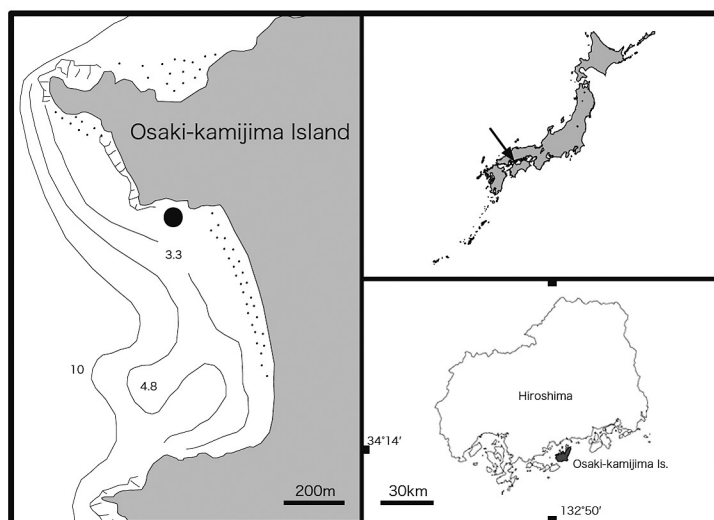 Osaki-kamijima Island
3.3
10
4.8
200m
Hiroshima
34°14′
Osaki-kamijima Is.
30km
132°50′